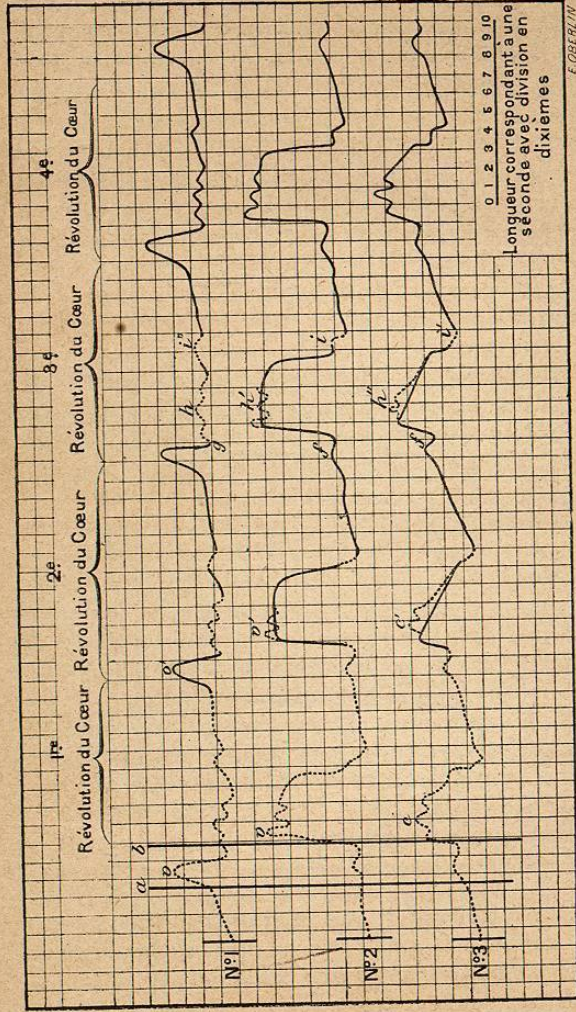 1re 2e 3e 4e
Révolution du Cœur Révolution du Cœur Révolution du Cœur Révolution du Cœur
a b
o o' g h i"
Nº1
a a' f h' i
Nº2
c c' f h" i'
Nº3
0 1 2 3 4 5 6 7 8 9 10
Longueur correspondant à une
seconde avec division en
dixièmes
E.OBERLIN